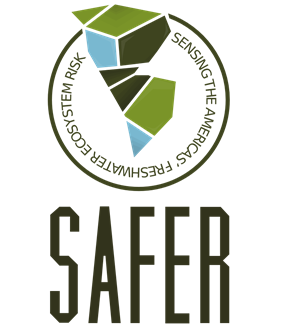 SENSING THE AMERICAS' FRESHWATER ECOSYSTEM RISK
SAFER